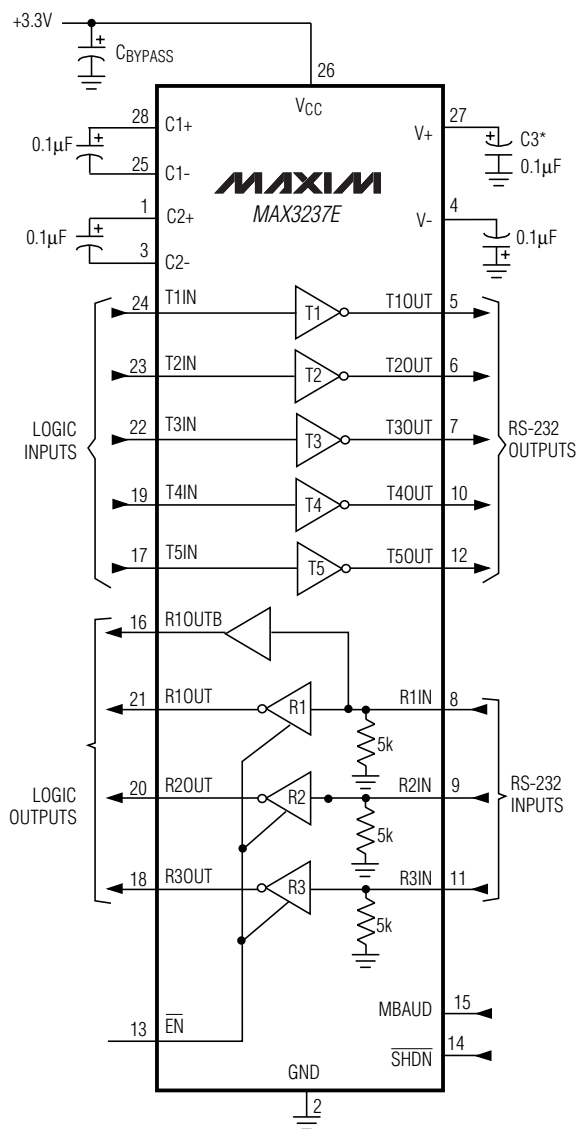 +3.3V
CBYPASS
26
VCC
28
C1+
0.1µF
25
C1-
27
V+
C3*
0.1µF
MAXIM
MAX3237E
1
C2+
0.1µF
3
C2-
4
V-
0.1µF
24 T1IN T1 T1OUT 5
23 T2IN T2 T2OUT 6
LOGIC
INPUTS
22 T3IN T3 T3OUT 7
RS-232
OUTPUTS
19 T4IN T4 T4OUT 10
17 T5IN T5 T5OUT 12
16 R1OUTB
21 R1OUT R1 R1IN 8
5k
LOGIC
OUTPUTS
20 R2OUT R2 R2IN 9
RS-232
INPUTS
5k
18 R3OUT R3 R3IN 11
5k
MBAUD 15
13 EN
SHDN 14
GND
2